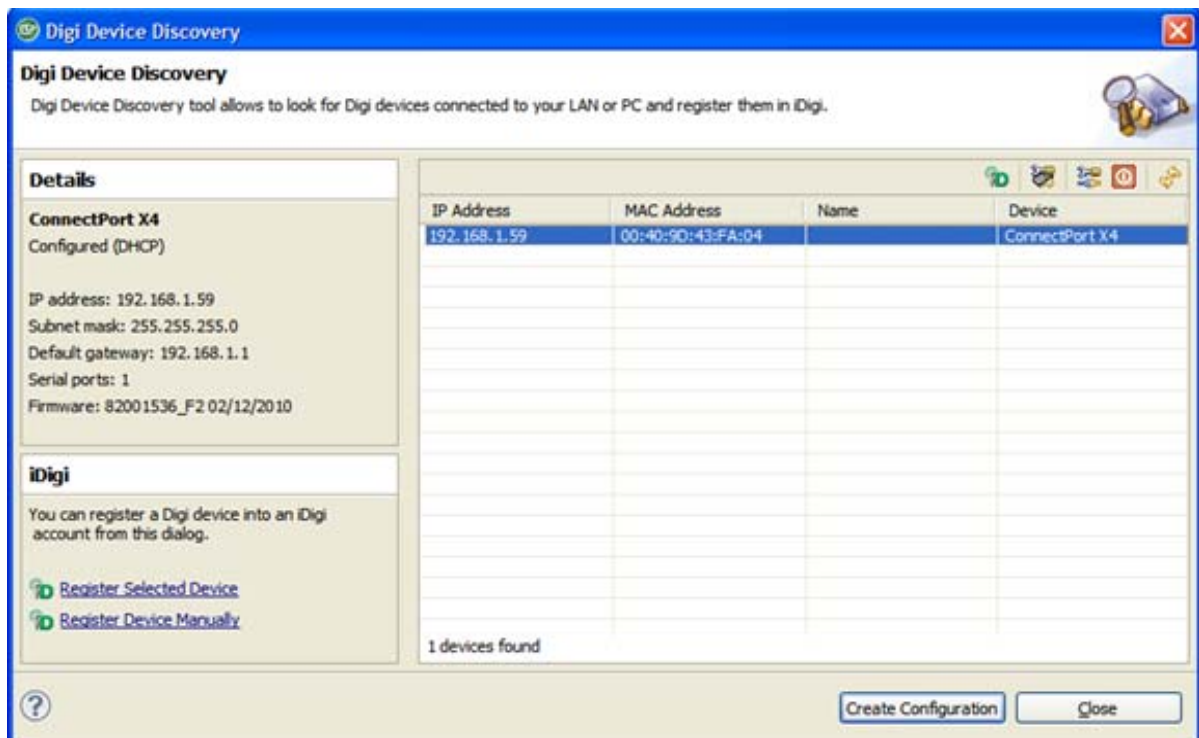 Digi Device Discovery
Digi Device Discovery
Digi Device Discovery tool allows to look for Digi devices connected to your LAN or PC and register them in iDigi.
Details
ConnectPort X4
Configured (DHCP)
IP address: 192.168.1.59
Subnet mask: 255.255.255.0
Default gateway: 192.168.1.1
Serial ports: 1
Firmware: 82001536_F2 02/12/2010
iDigi
You can register a Digi device into an iDigi
account from this dialog.
Register Selected Device
Register Device Manually
IP Address MAC Address Name Device
192.168.1.59 00:40:9D:43:FA:04 ConnectPort X4
1 devices found
Create Configuration Close